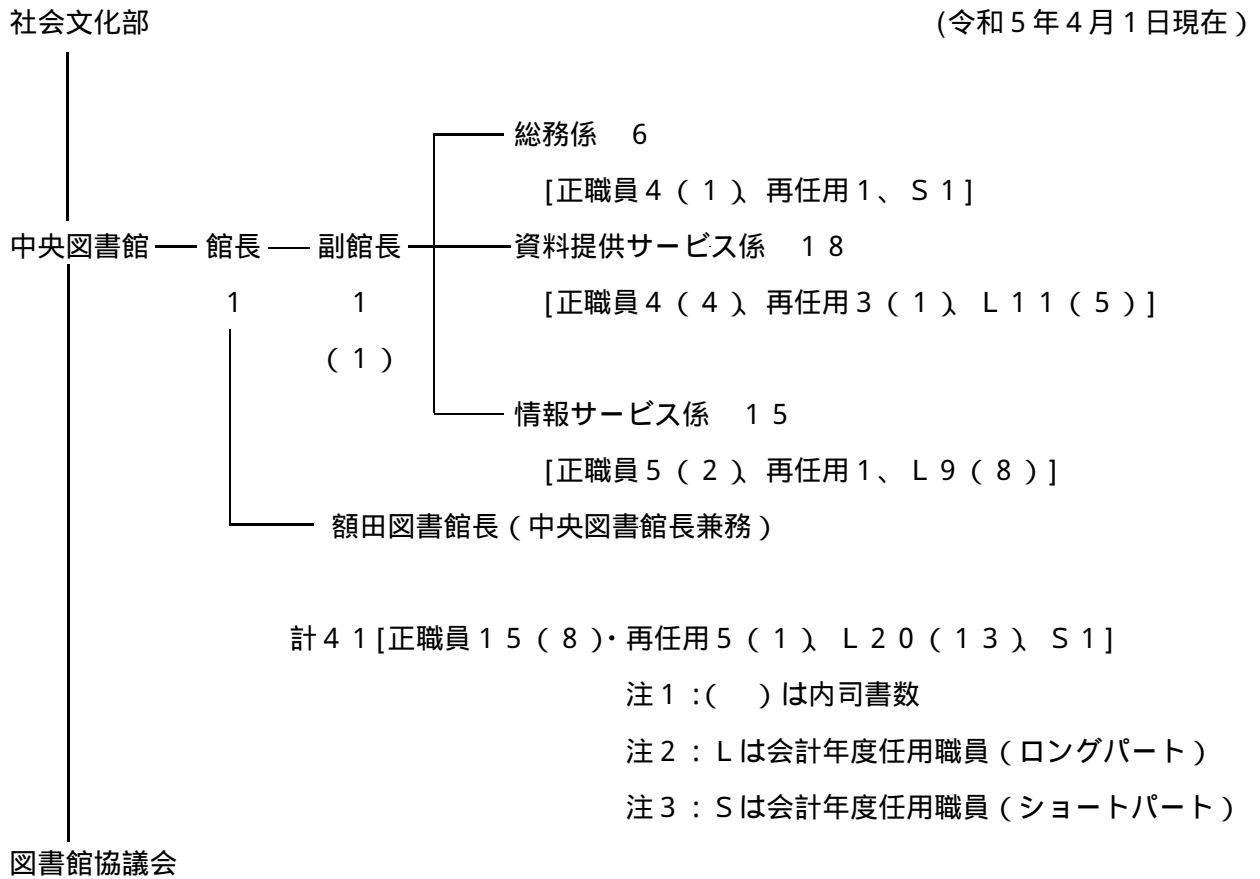 社会文化部 (令和５年４月１日現在）
総務係 ６
[正職員４（１）、再任用１、Ｓ１]
中央図書館 館長 副館長 資料提供サービス係 １８
１ １ [正職員４（４）、再任用３（１）、Ｌ１１（５）]
（１）
情報サービス係 １５
[正職員５（２）、再任用１、Ｌ９（８）]
額田図書館長（中央図書館長兼務）
計４１[正職員１５（８）・再任用５（１）、Ｌ２０（１３）、Ｓ１]
注１：（ ）は内司書数
注２：Ｌは会計年度任用職員（ロングパート）
注３：Ｓは会計年度任用職員（ショートパート）
図書館協議会